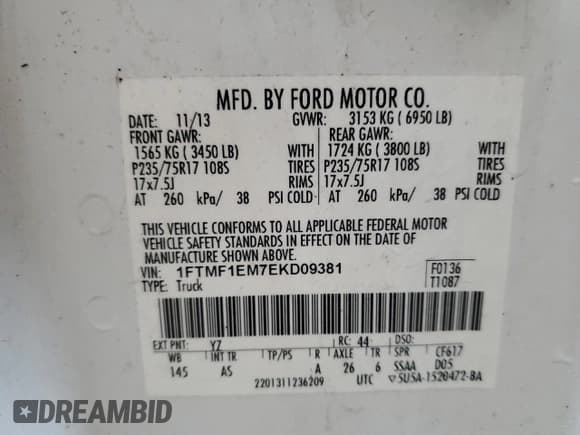 MFD. BY FORD MOTOR CO.
DATE: 11/13 GVWR: 3153 KG ( 6950 LB)
FRONT GAWR: REAR GAWR:
1565 KG ( 3450 LB) WITH 1724 KG ( 3800 LB) WITH
P235/75R17 108S TIRES P235/75R17 108S TIRES
17x7.5J RIMS 17x7.5J RIMS
AT 260 kPa/ 38 PSI COLD AT 260 kPa/ 38 PSI COLD
THIS VEHICLE CONFORMS TO ALL APPLICABLE FEDERAL MOTOR
VEHICLE SAFETY STANDARDS IN EFFECT ON THE DATE OF
MANUFACTURE SHOWN ABOVE.
VIN: 1FTMF1EM7EKD09381 F0136
TYPE: Truck T1087
EXT PNT: YZ RC: 44 DSO:
WB INT TR TP/PS R AXLE TR SPR CF617
145 AS A 26 6 SSAA D05
2201311236209 UTC ▽5USA-1520472-BA
DREAMBID